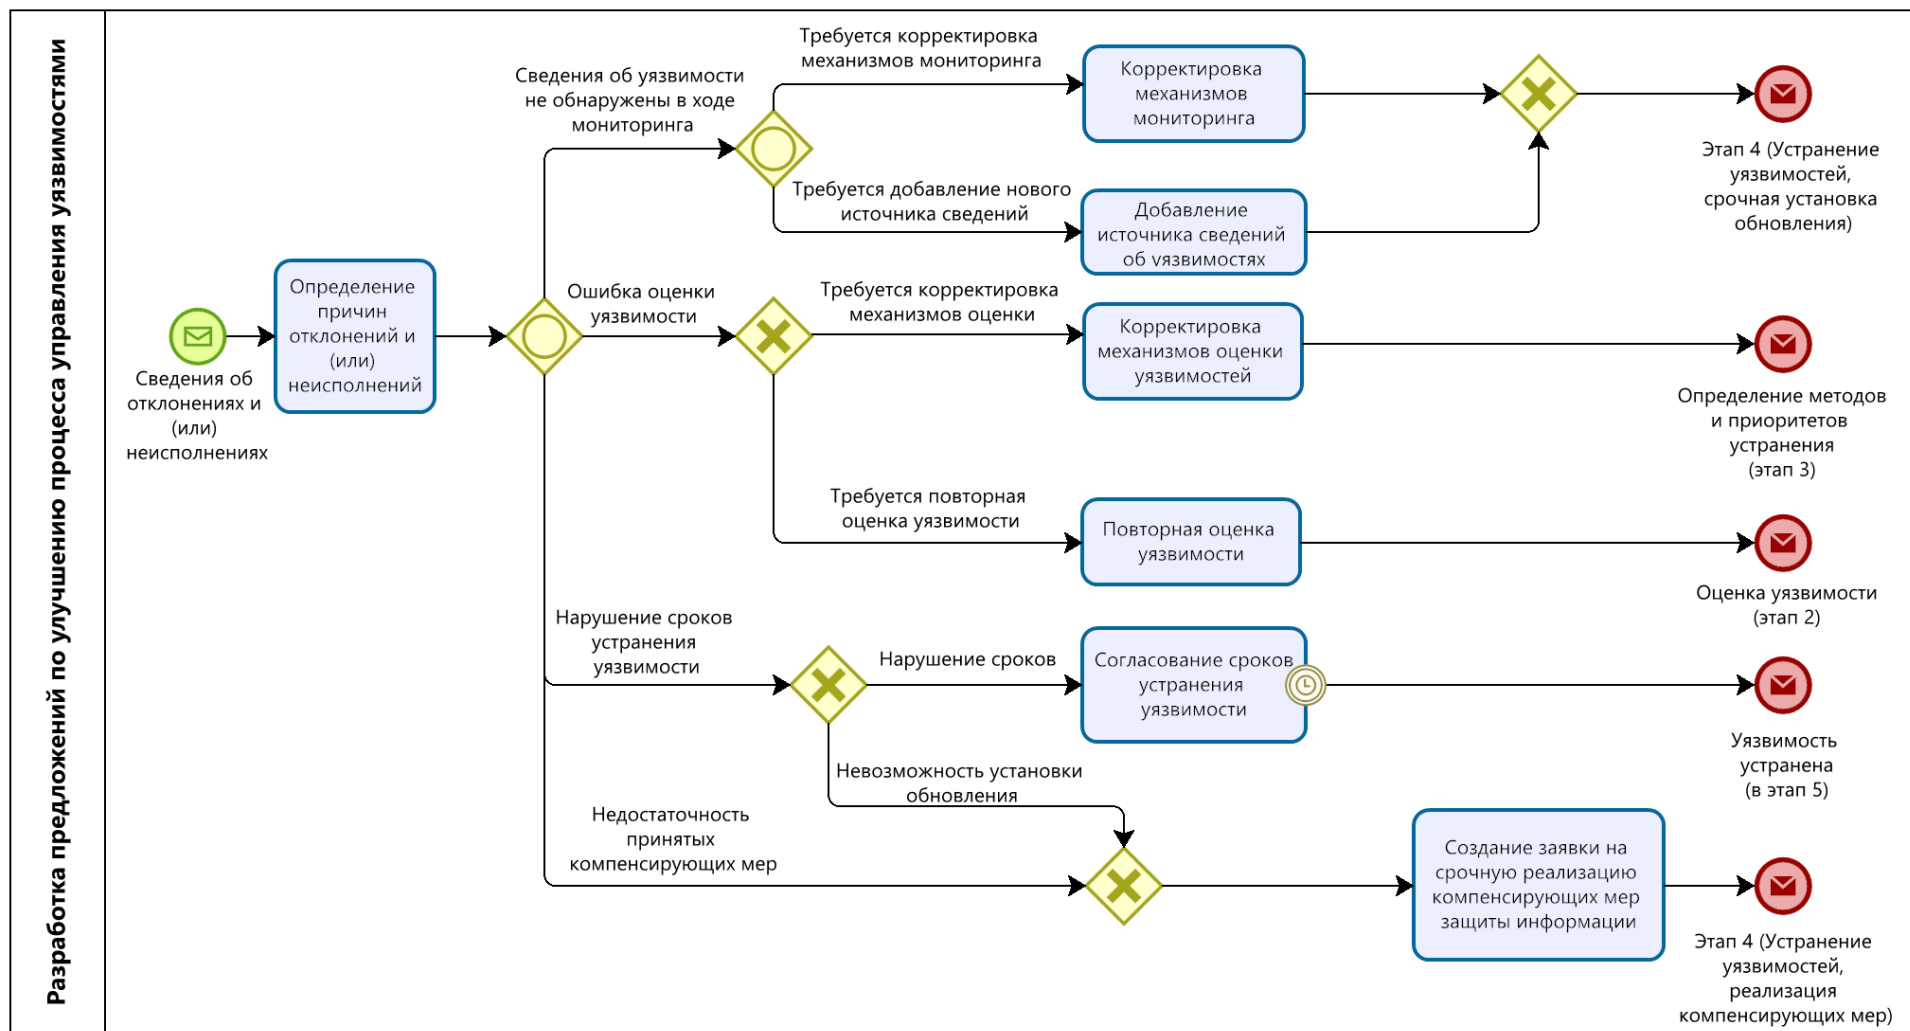 Разработка предложений по улучшению процесса управления уязвимостями
Сведения об
отклонениях и
(или)
неисполнениях
Определение
причин
отклонений и
(или)
неисполнений
Сведения об уязвимости
не обнаружены в ходе
мониторинга
Требуется корректировка
механизмов мониторинга
Корректировка
механизмов
мониторинга
Этап 4 (Устранение
уязвимостей,
срочная установка
обновления)
Требуется добавление нового
источника сведений
Добавление
источника сведений
об уязвимостях
Ошибка оценки
уязвимости
Требуется корректировка
механизмов оценки
Корректировка
механизмов оценки
уязвимостей
Определение методов
и приоритетов
устранения
(этап 3)
Требуется повторная
оценка уязвимости
Повторная оценка
уязвимости
Оценка уязвимости
(этап 2)
Нарушение сроков
устранения
уязвимости
Нарушение сроков
Согласование сроков
устранения
уязвимости
Уязвимость
устранена
(в этап 5)
Невозможность установки
обновления
Недостаточность
принятых
компенсирующих мер
Создание заявки на
срочную реализацию
компенсирующих мер
защиты информации
Этап 4 (Устранение
уязвимостей,
реализация
компенсирующих мер)